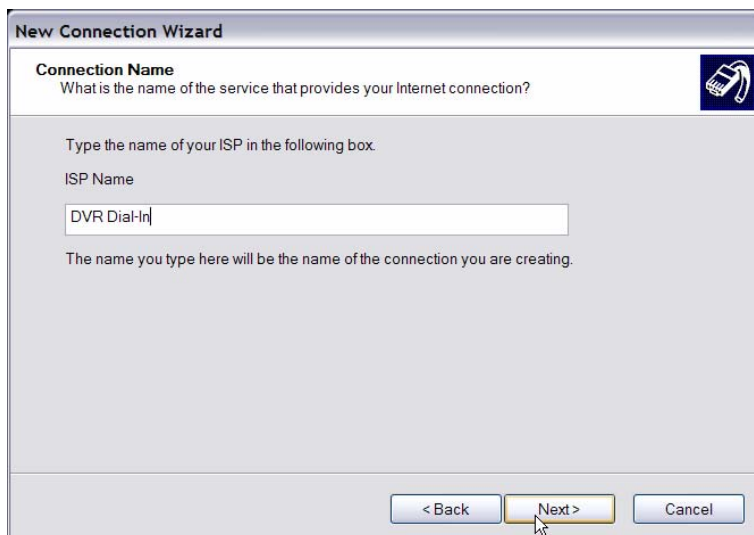 New Connection Wizard
Connection Name
What is the name of the service that provides your Internet connection?
Type the name of your ISP in the following box.
ISP Name
DVR Dial-In
The name you type here will be the name of the connection you are creating.
< Back
Next >
Cancel